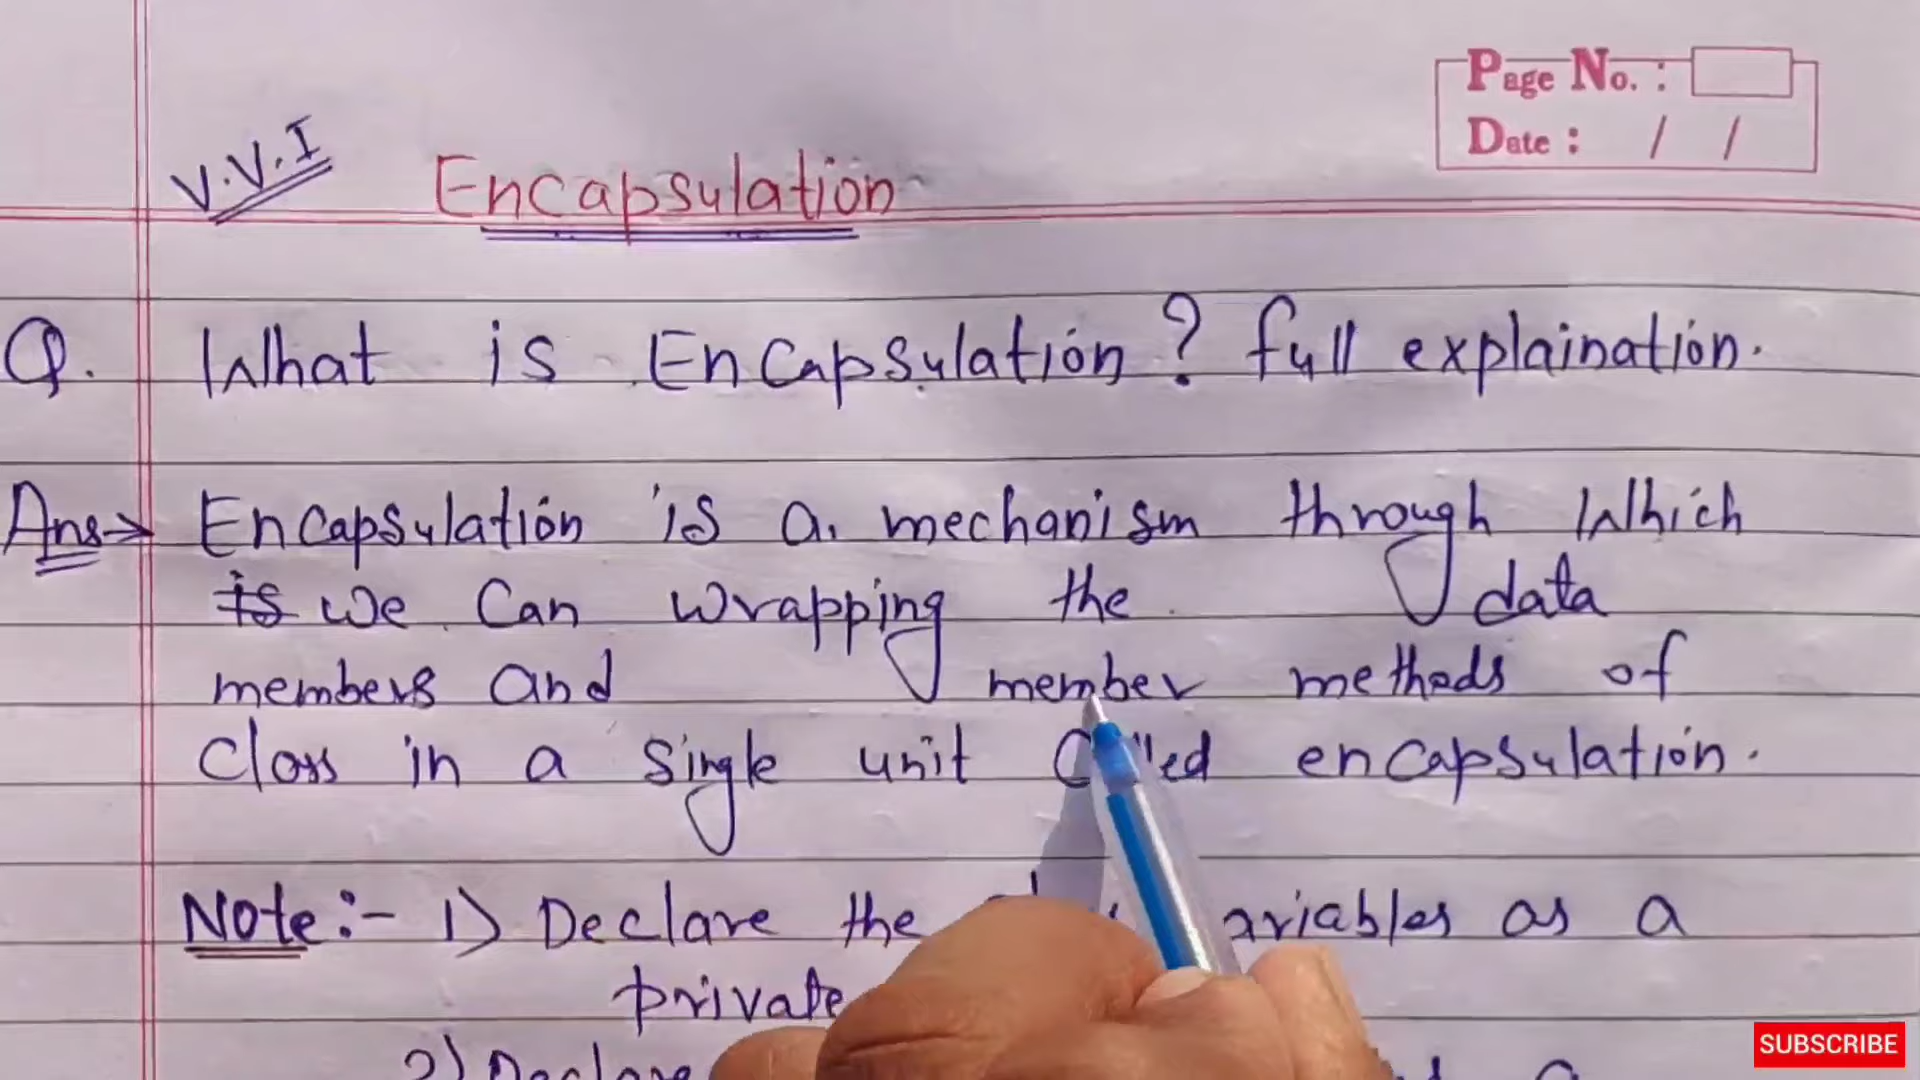 Page No. :
Date : / /
V.V.I Encapsulation
Q. What is Encapsulation? full explaination.
Ans→ Encapsulation is a mechanism through which
is we can wrapping the data
members and member methods of
class in a single unit called encapsulation.
Note:- 1) Declare the variables as a
private
2) Declare
SUBSCRIBE